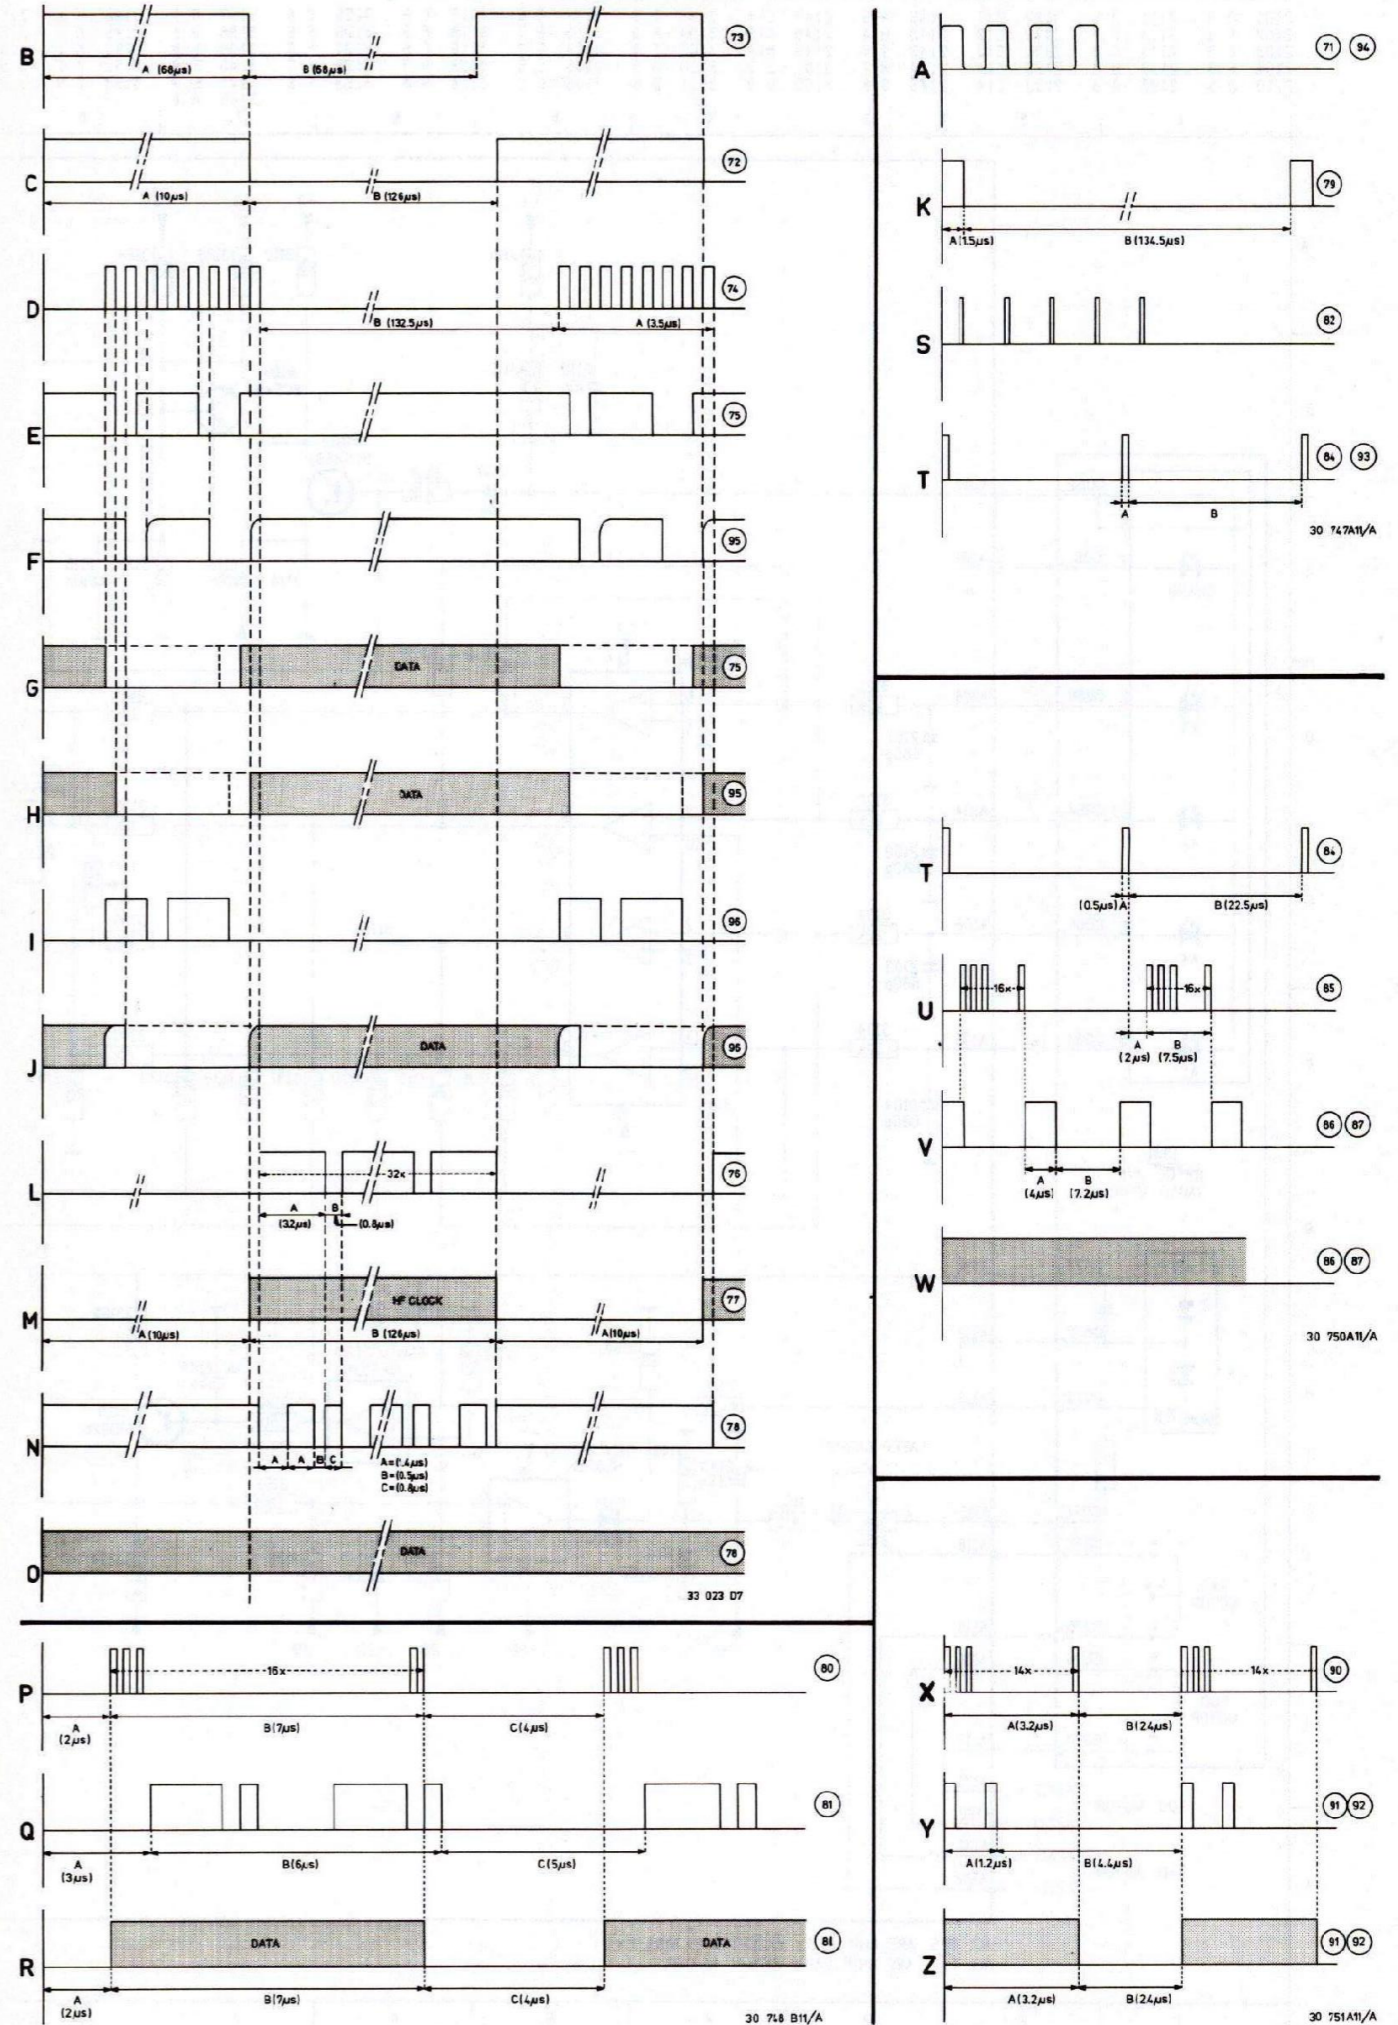 B
A (68µs)
B (68µs)
73
C
A (10µs)
B (126µs)
72
D
B (132.5µs)
A (3.5µs)
74
E
75
F
95
G
DATA
75
H
DATA
95
I
96
J
DATA
96
L
32x
A
(3.2µs)
B
(0.8µs)
76
M
HF CLOCK
A (10µs)
B (126µs)
A (10µs)
77
N
A A B C
A=(1.4µs)
B=(0.5µs)
C=(0.8µs)
78
O
DATA
78
33 023 D7
P
16x
A
(2µs)
B(7µs)
C(4µs)
80
Q
A
(3µs)
B(6µs)
C(5µs)
81
R
DATA
DATA
A
(2µs)
B(7µs)
C(4µs)
81
30 748 B11/A
A
71 94
K
A(1.5µs)
B(134.5µs)
79
S
82
T
A
B
84 93
30 747A11/A
T
(0.5µs) A
B(22.5µs)
84
U
16x
16x
A
(2µs)
B
(7.5µs)
85
V
A
(4µs)
B
(7.2µs)
86 87
W
86 87
30 750A11/A
X
14x
14x
A(3.2µs)
B(24µs)
90
Y
A(1.2µs)
B(4.4µs)
91 92
Z
A(3.2µs)
B(24µs)
91 92
30 751A11/A